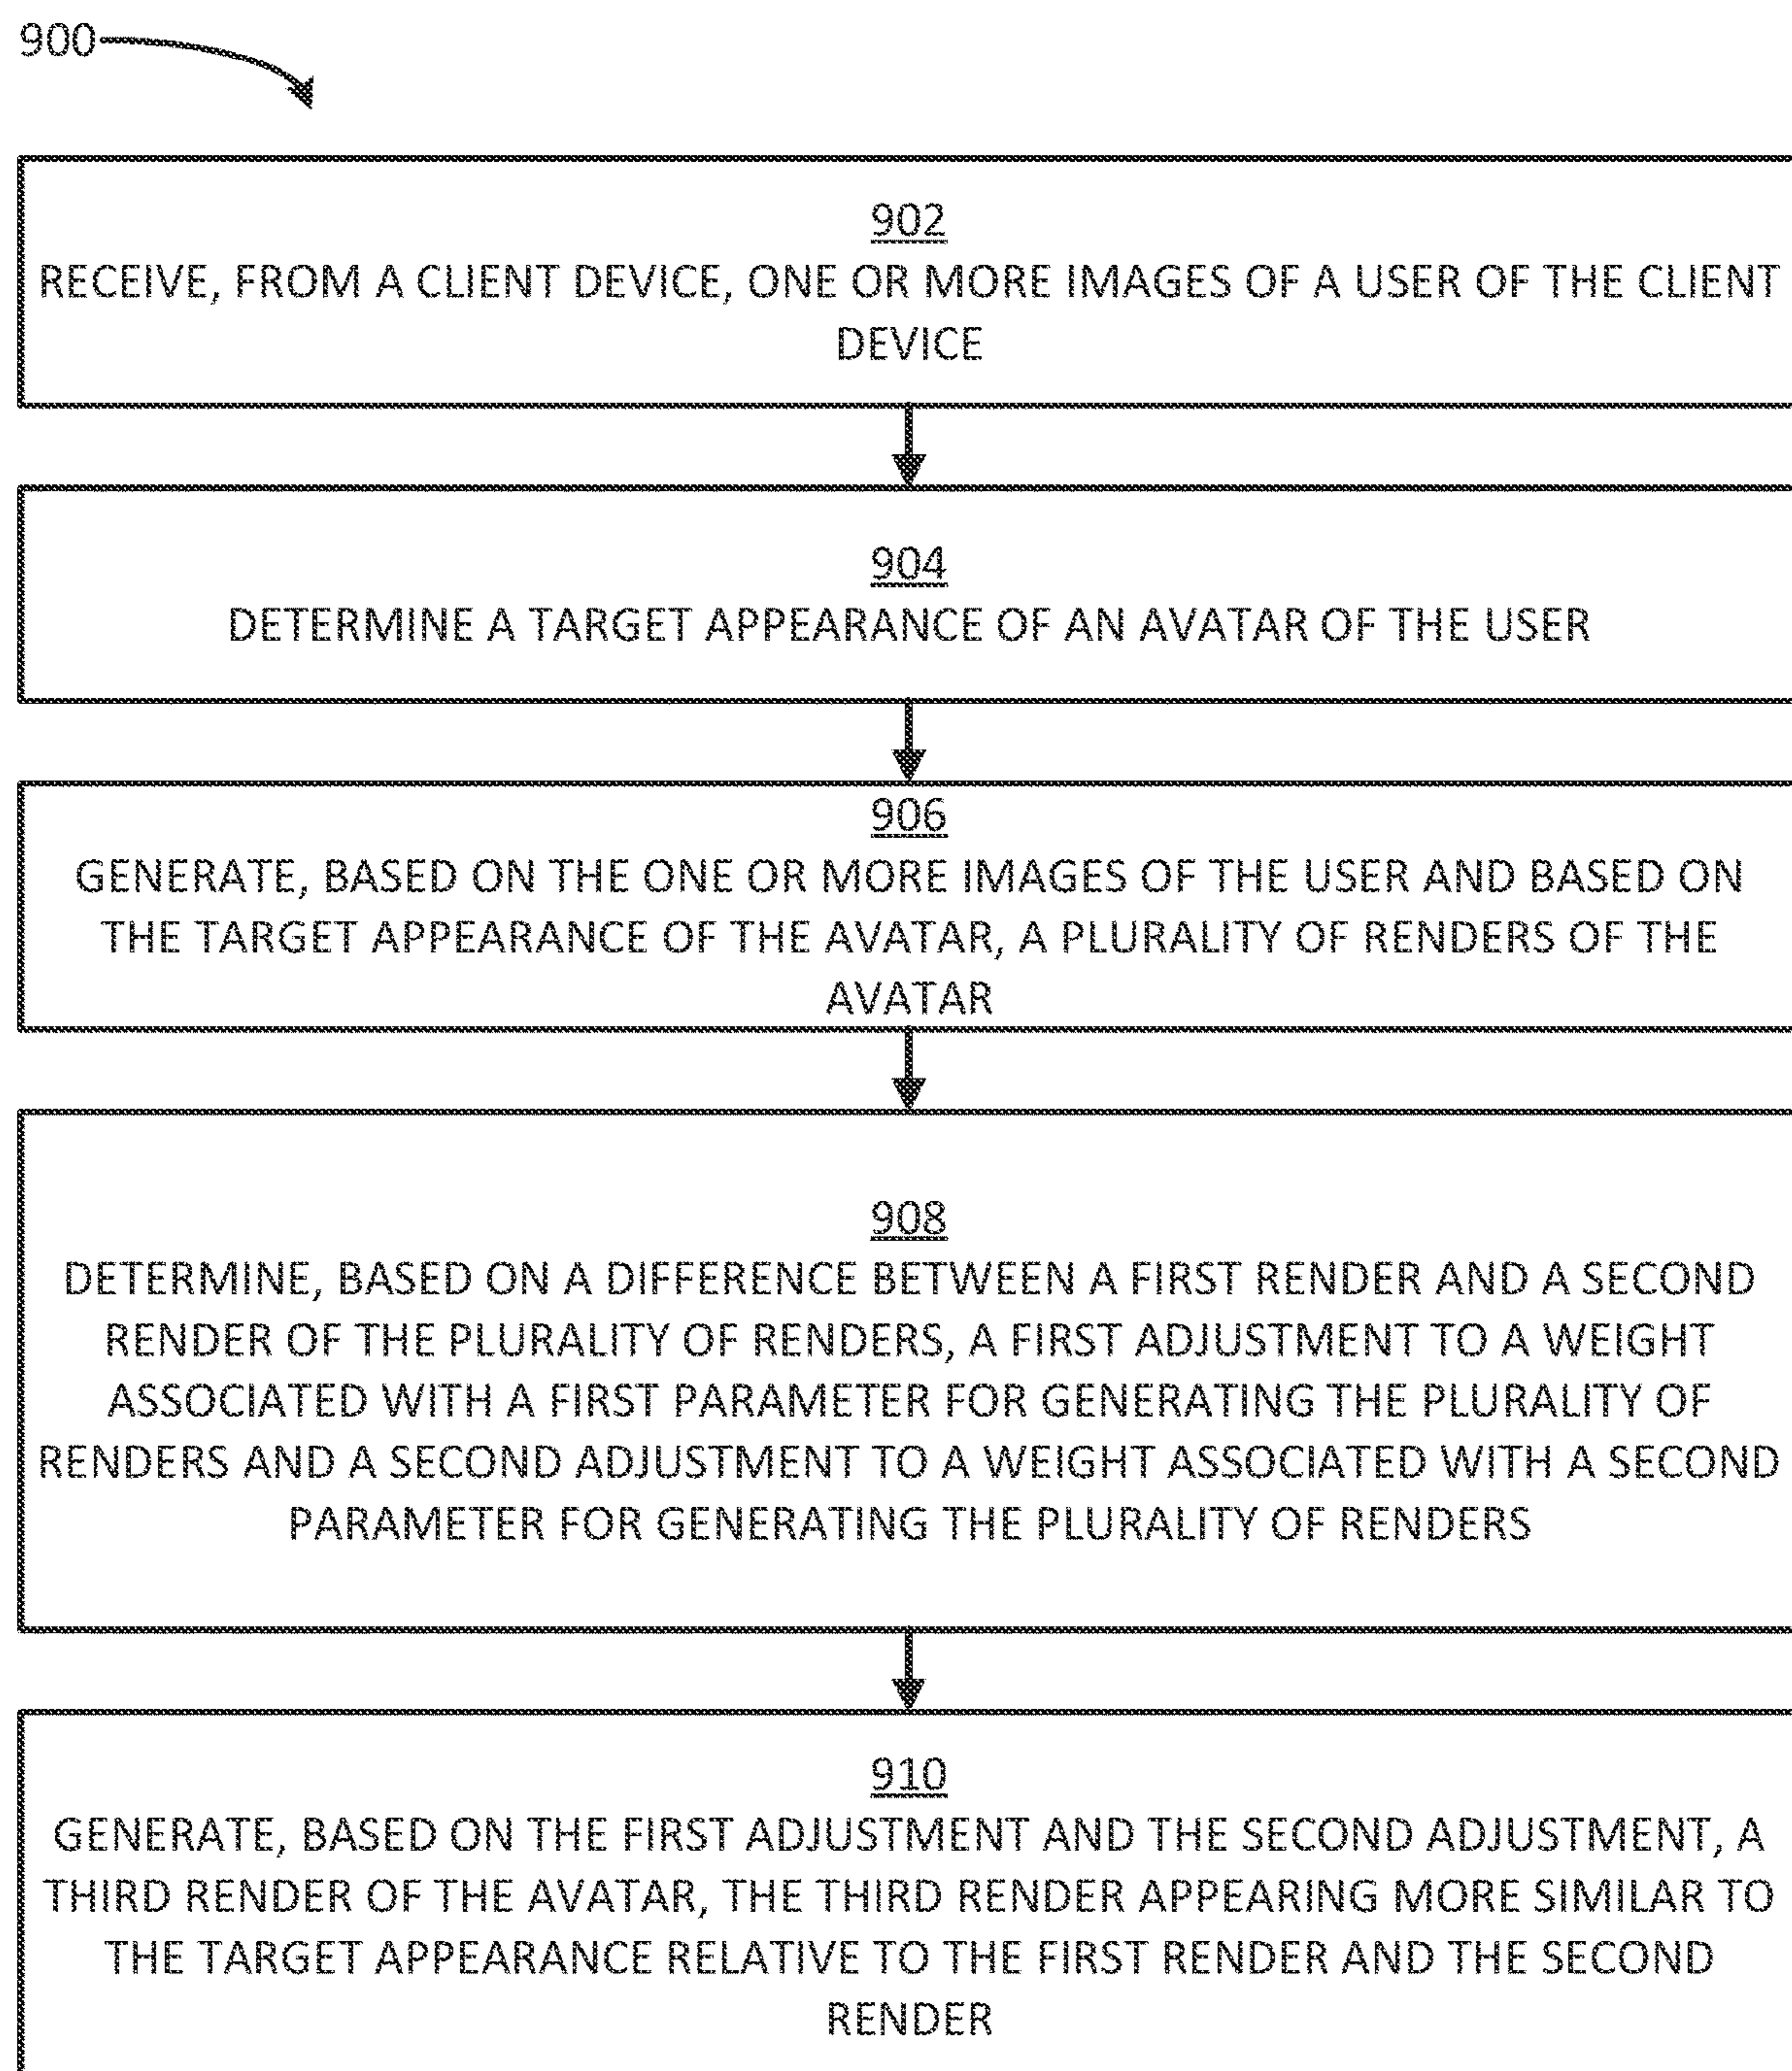 900
902
RECEIVE, FROM A CLIENT DEVICE, ONE OR MORE IMAGES OF A USER OF THE CLIENT
DEVICE
904
DETERMINE A TARGET APPEARANCE OF AN AVATAR OF THE USER
906
GENERATE, BASED ON THE ONE OR MORE IMAGES OF THE USER AND BASED ON
THE TARGET APPEARANCE OF THE AVATAR, A PLURALITY OF RENDERS OF THE
AVATAR
908
DETERMINE, BASED ON A DIFFERENCE BETWEEN A FIRST RENDER AND A SECOND
RENDER OF THE PLURALITY OF RENDERS, A FIRST ADJUSTMENT TO A WEIGHT
ASSOCIATED WITH A FIRST PARAMETER FOR GENERATING THE PLURALITY OF
RENDERS AND A SECOND ADJUSTMENT TO A WEIGHT ASSOCIATED WITH A SECOND
PARAMETER FOR GENERATING THE PLURALITY OF RENDERS
910
GENERATE, BASED ON THE FIRST ADJUSTMENT AND THE SECOND ADJUSTMENT, A
THIRD RENDER OF THE AVATAR, THE THIRD RENDER APPEARING MORE SIMILAR TO
THE TARGET APPEARANCE RELATIVE TO THE FIRST RENDER AND THE SECOND
RENDER